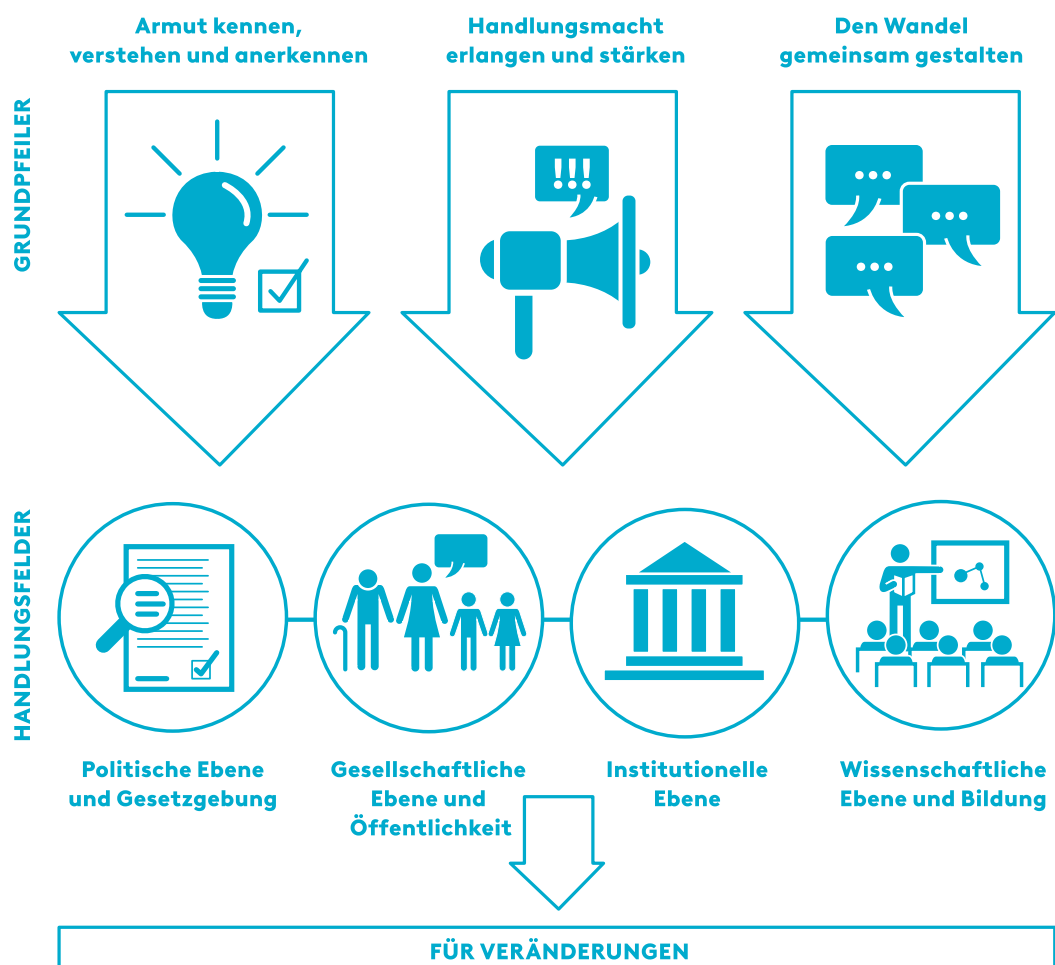 Armut kennen,
verstehen und anerkennen
Handlungsmacht
erlangen und stärken
Den Wandel
gemeinsam gestalten
GRUNDPFEILER
!!!
HANDLUNGSFELDER
Politische Ebene
und Gesetzgebung
Gesellschaftliche
Ebene und
Öffentlichkeit
Institutionelle
Ebene
Wissenschaftliche
Ebene und Bildung
FÜR VERÄNDERUNGEN